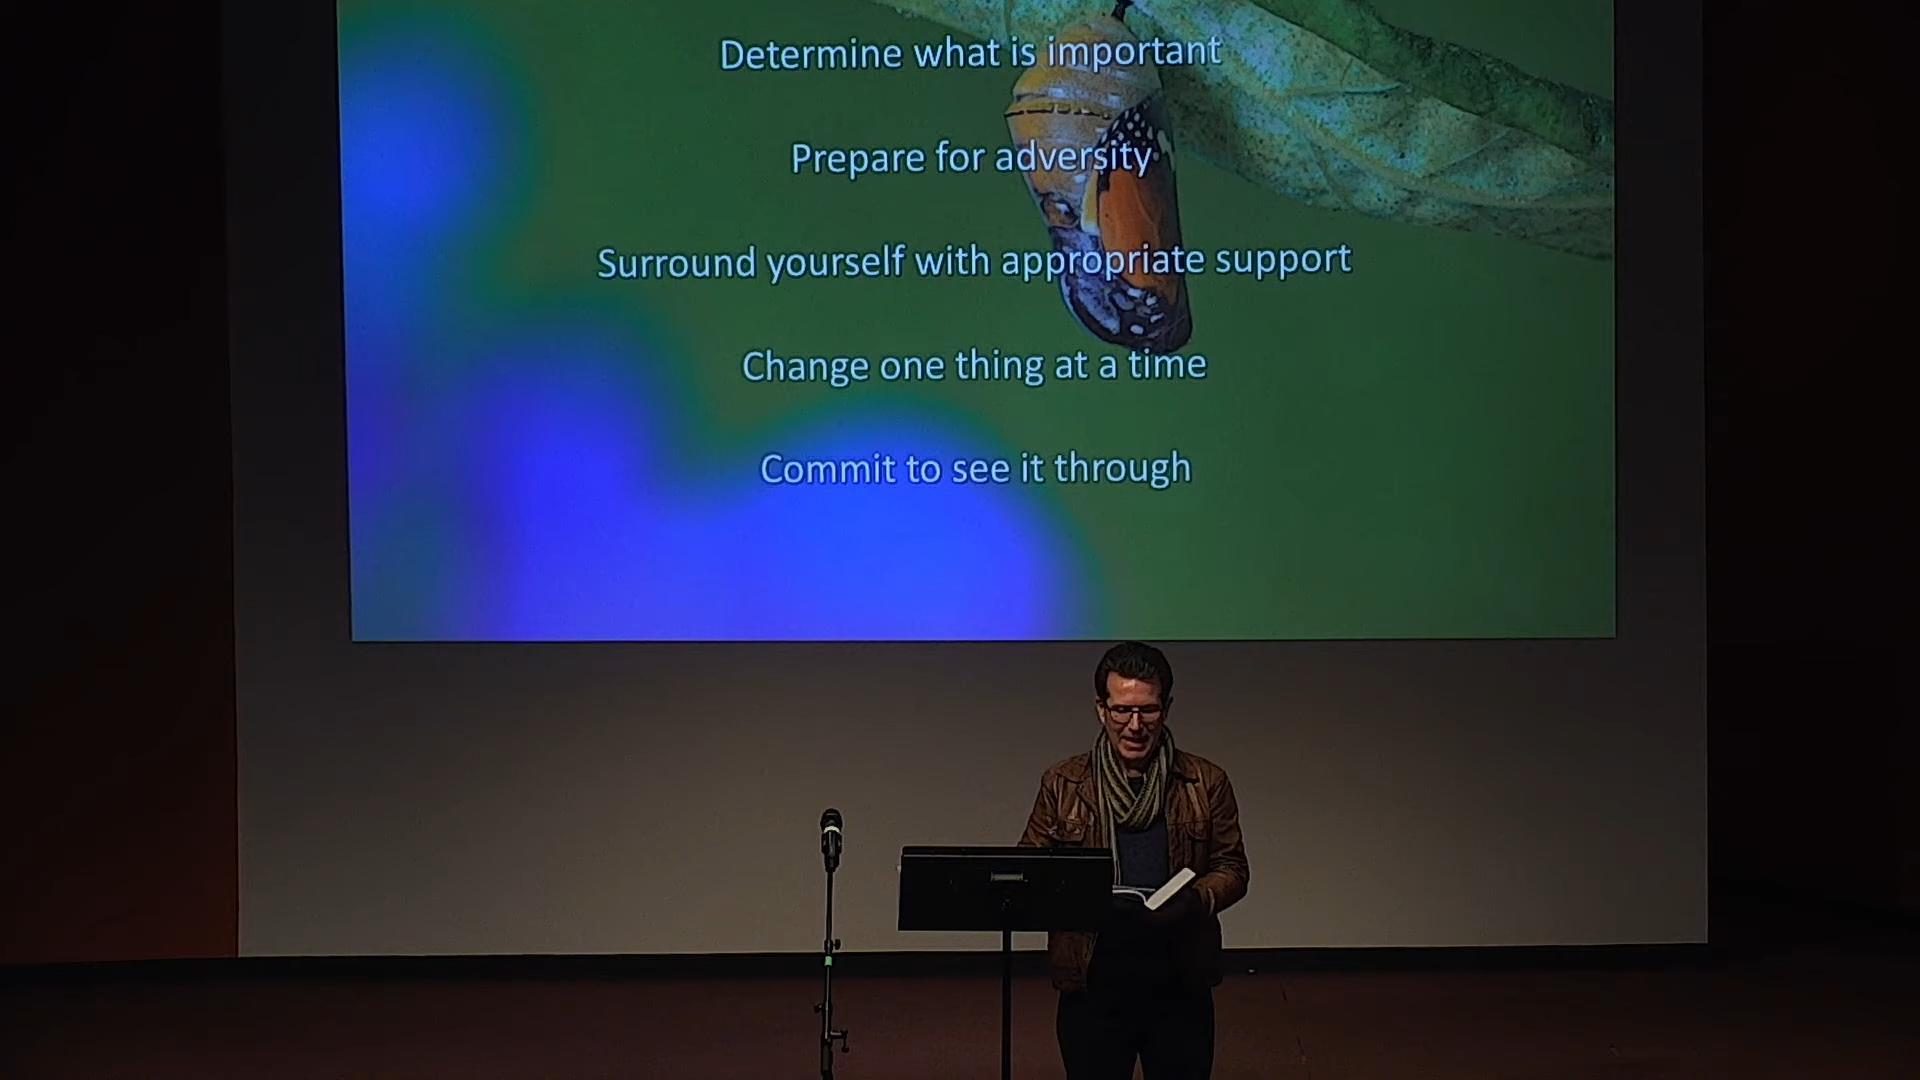 Determine what is important
Prepare for adversity
Surround yourself with appropriate support
Change one thing at a time
Commit to see it through